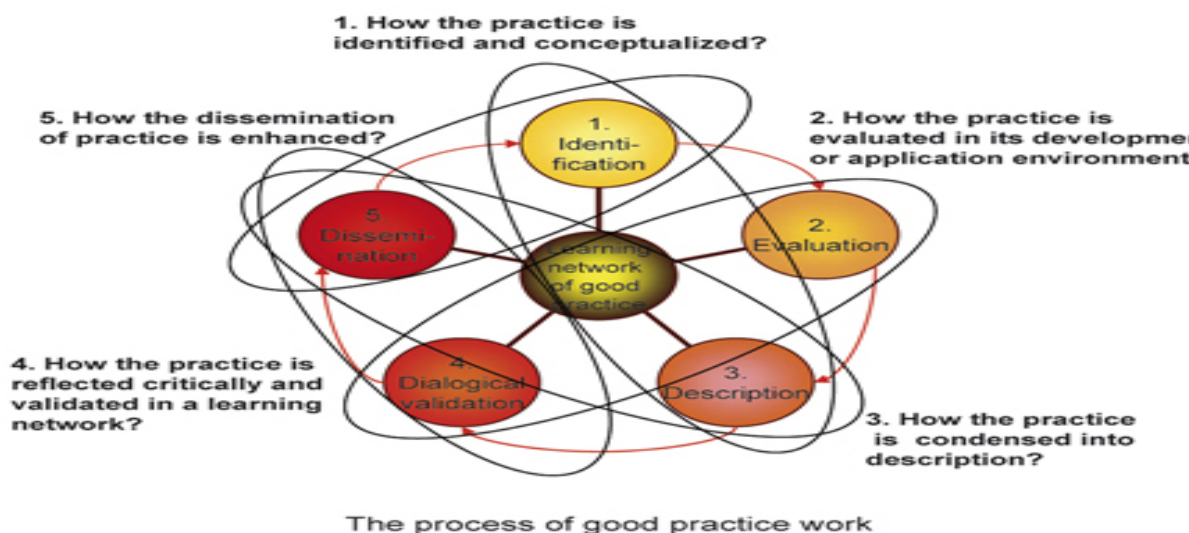 1. How the practice is
identified and conceptualized?
5. How the dissemination
of practice is enhanced?
2. How the practice is
evaluated in its developme
or application environment
1.
Identi-
fication
5.
Dissemi-
nation
2.
Evaluation
Learning
network
of good
practice
4.
Dialogical
validation
3.
Description
4. How the practice is
reflected critically and
validated in a learning
network?
3. How the practice
is condensed into
description?
The process of good practice work